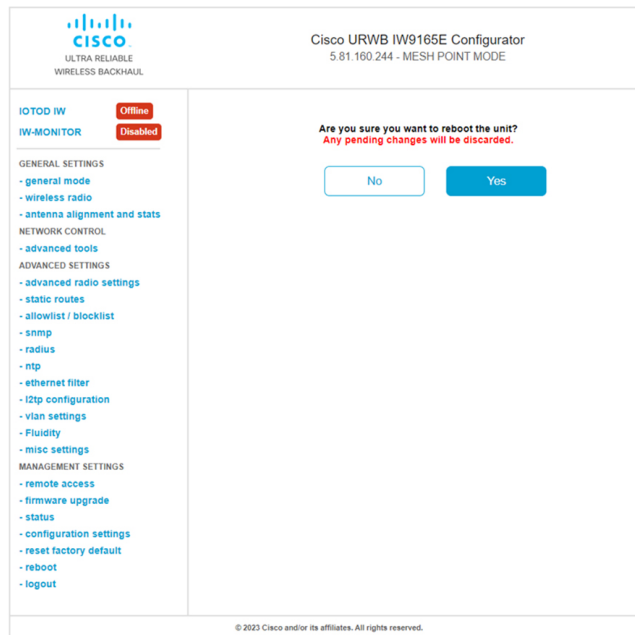 CISCO
ULTRA RELIABLE
WIRELESS BACKHAUL
Cisco URWB IW9165E Configurator
5.81.160.244 - MESH POINT MODE
IOTOD IW Offline
IW-MONITOR Disabled
GENERAL SETTINGS
- general mode
- wireless radio
- antenna alignment and stats
NETWORK CONTROL
- advanced tools
ADVANCED SETTINGS
- advanced radio settings
- static routes
- allowlist / blocklist
- snmp
- radius
- ntp
- ethernet filter
- l2tp configuration
- vlan settings
- Fluidity
- misc settings
MANAGEMENT SETTINGS
- remote access
- firmware upgrade
- status
- configuration settings
- reset factory default
- reboot
- logout
Are you sure you want to reboot the unit?
Any pending changes will be discarded.
No Yes
© 2023 Cisco and/or its affiliates. All rights reserved.